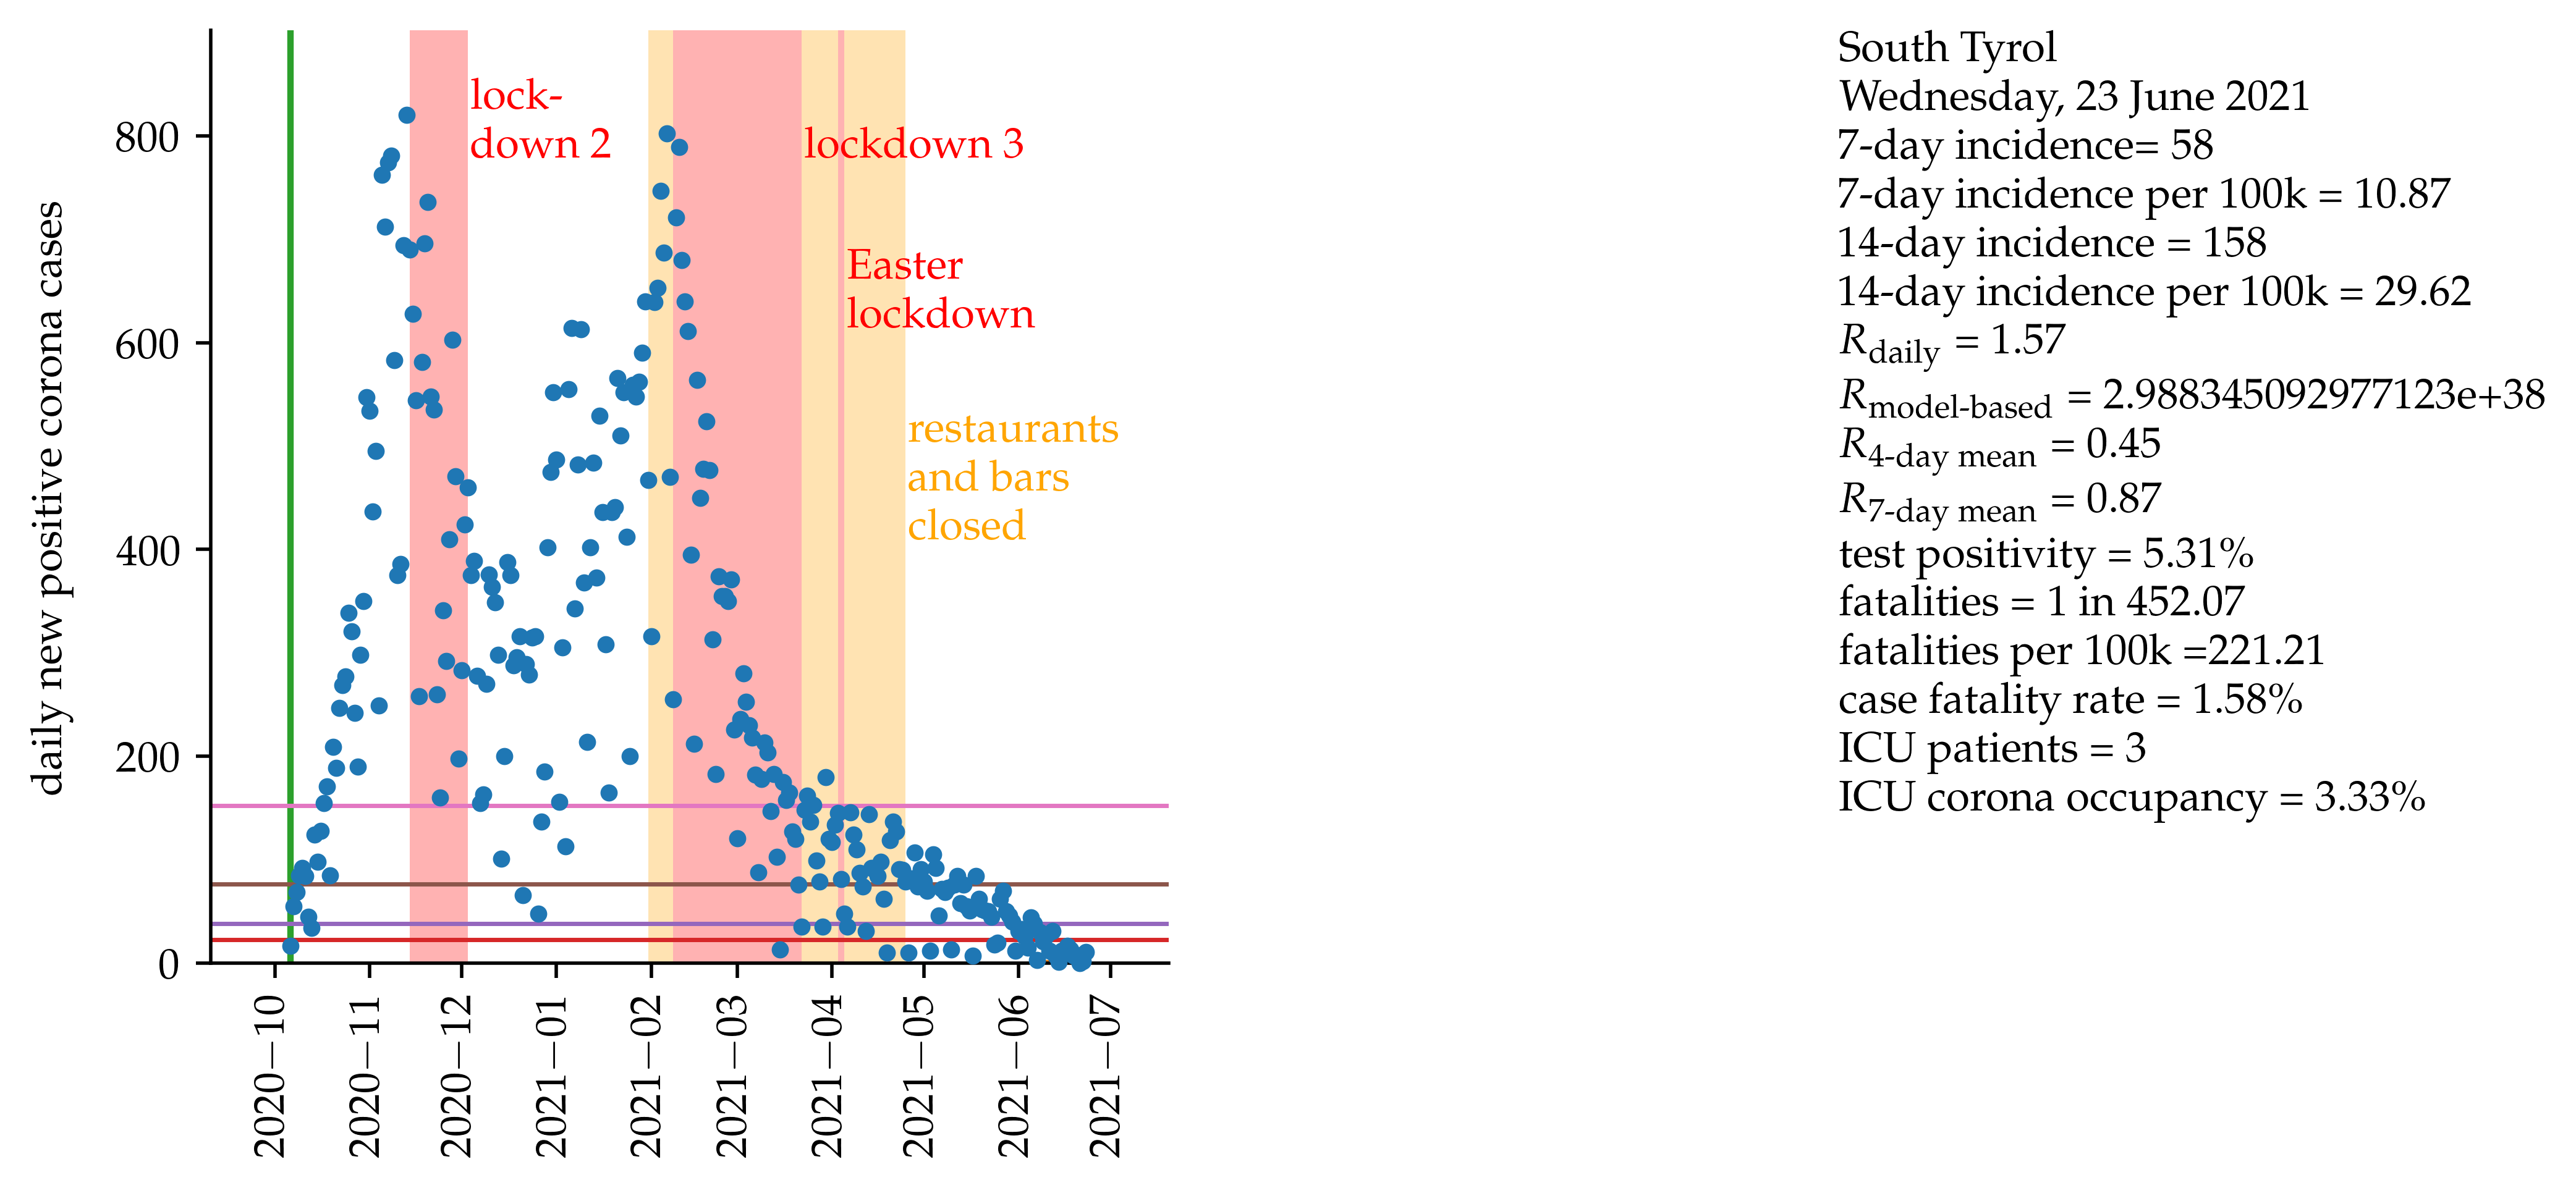 daily new positive corona cases
800
600
400
200
0
2020–10
2020–11
2020–12
2021–01
2021–02
2021–03
2021–04
2021–05
2021–06
2021–07
lock-
down 2
lockdown 3
Easter
lockdown
restaurants
and bars
closed
South Tyrol
Wednesday, 23 June 2021
7-day incidence= 58
7-day incidence per 100k = 10.87
14-day incidence = 158
14-day incidence per 100k = 29.62
R daily = 1.57
R model-based = 2.988345092977123e+38
R 4-day mean = 0.45
R 7-day mean = 0.87
test positivity = 5.31%
fatalities = 1 in 452.07
fatalities per 100k =221.21
case fatality rate = 1.58%
ICU patients = 3
ICU corona occupancy = 3.33%